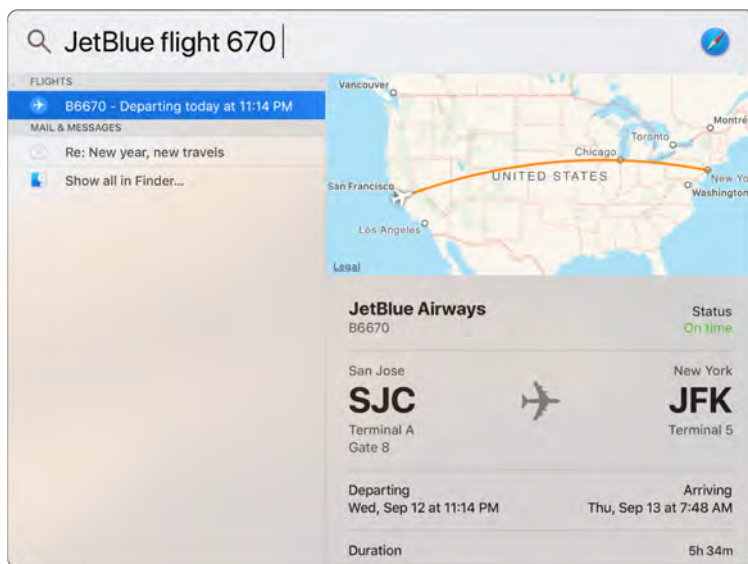 JetBlue flight 670
FLIGHTS
B6670 - Departing today at 11:14 PM
MAIL & MESSAGES
Re: New year, new travels
Show all in Finder...
Vancouver
Montré
Toronto
Chicago
UNITED STATES
New Yo
San Francisco
Washington
Los Angeles
Legal
JetBlue Airways
Status
B6670
On time
San Jose
New York
SJC
JFK
Terminal A
Terminal 5
Gate 8
Departing
Arriving
Wed, Sep 12 at 11:14 PM
Thu, Sep 13 at 7:48 AM
Duration
5h 34m